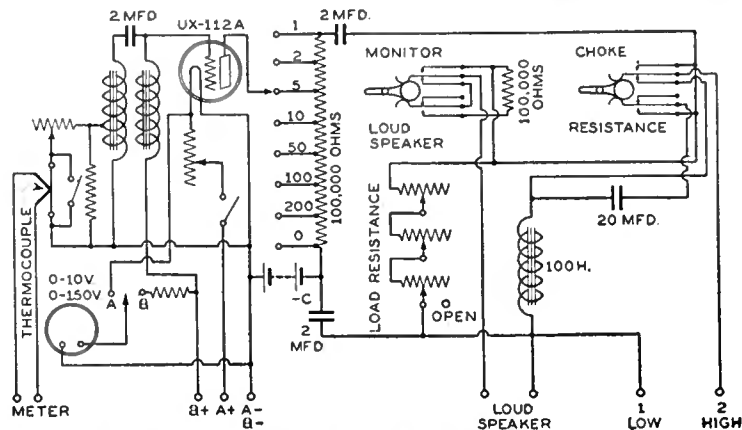 2 MFD
UX-112A
1
2 MFD.
2
5
10
50
100
200
0
100,000 OHMS
MONITOR
LOUD
SPEAKER
100,000
OHMS
CHOKE
RESISTANCE
20 MFD.
100H.
LOAD RESISTANCE
O
OPEN
THERMOCOUPLE
0-10V
0-150V
A
B
-C
2
MFD
METER
B+ A+ A-
B-
LOUD
SPEAKER
1
LOW
2
HIGH